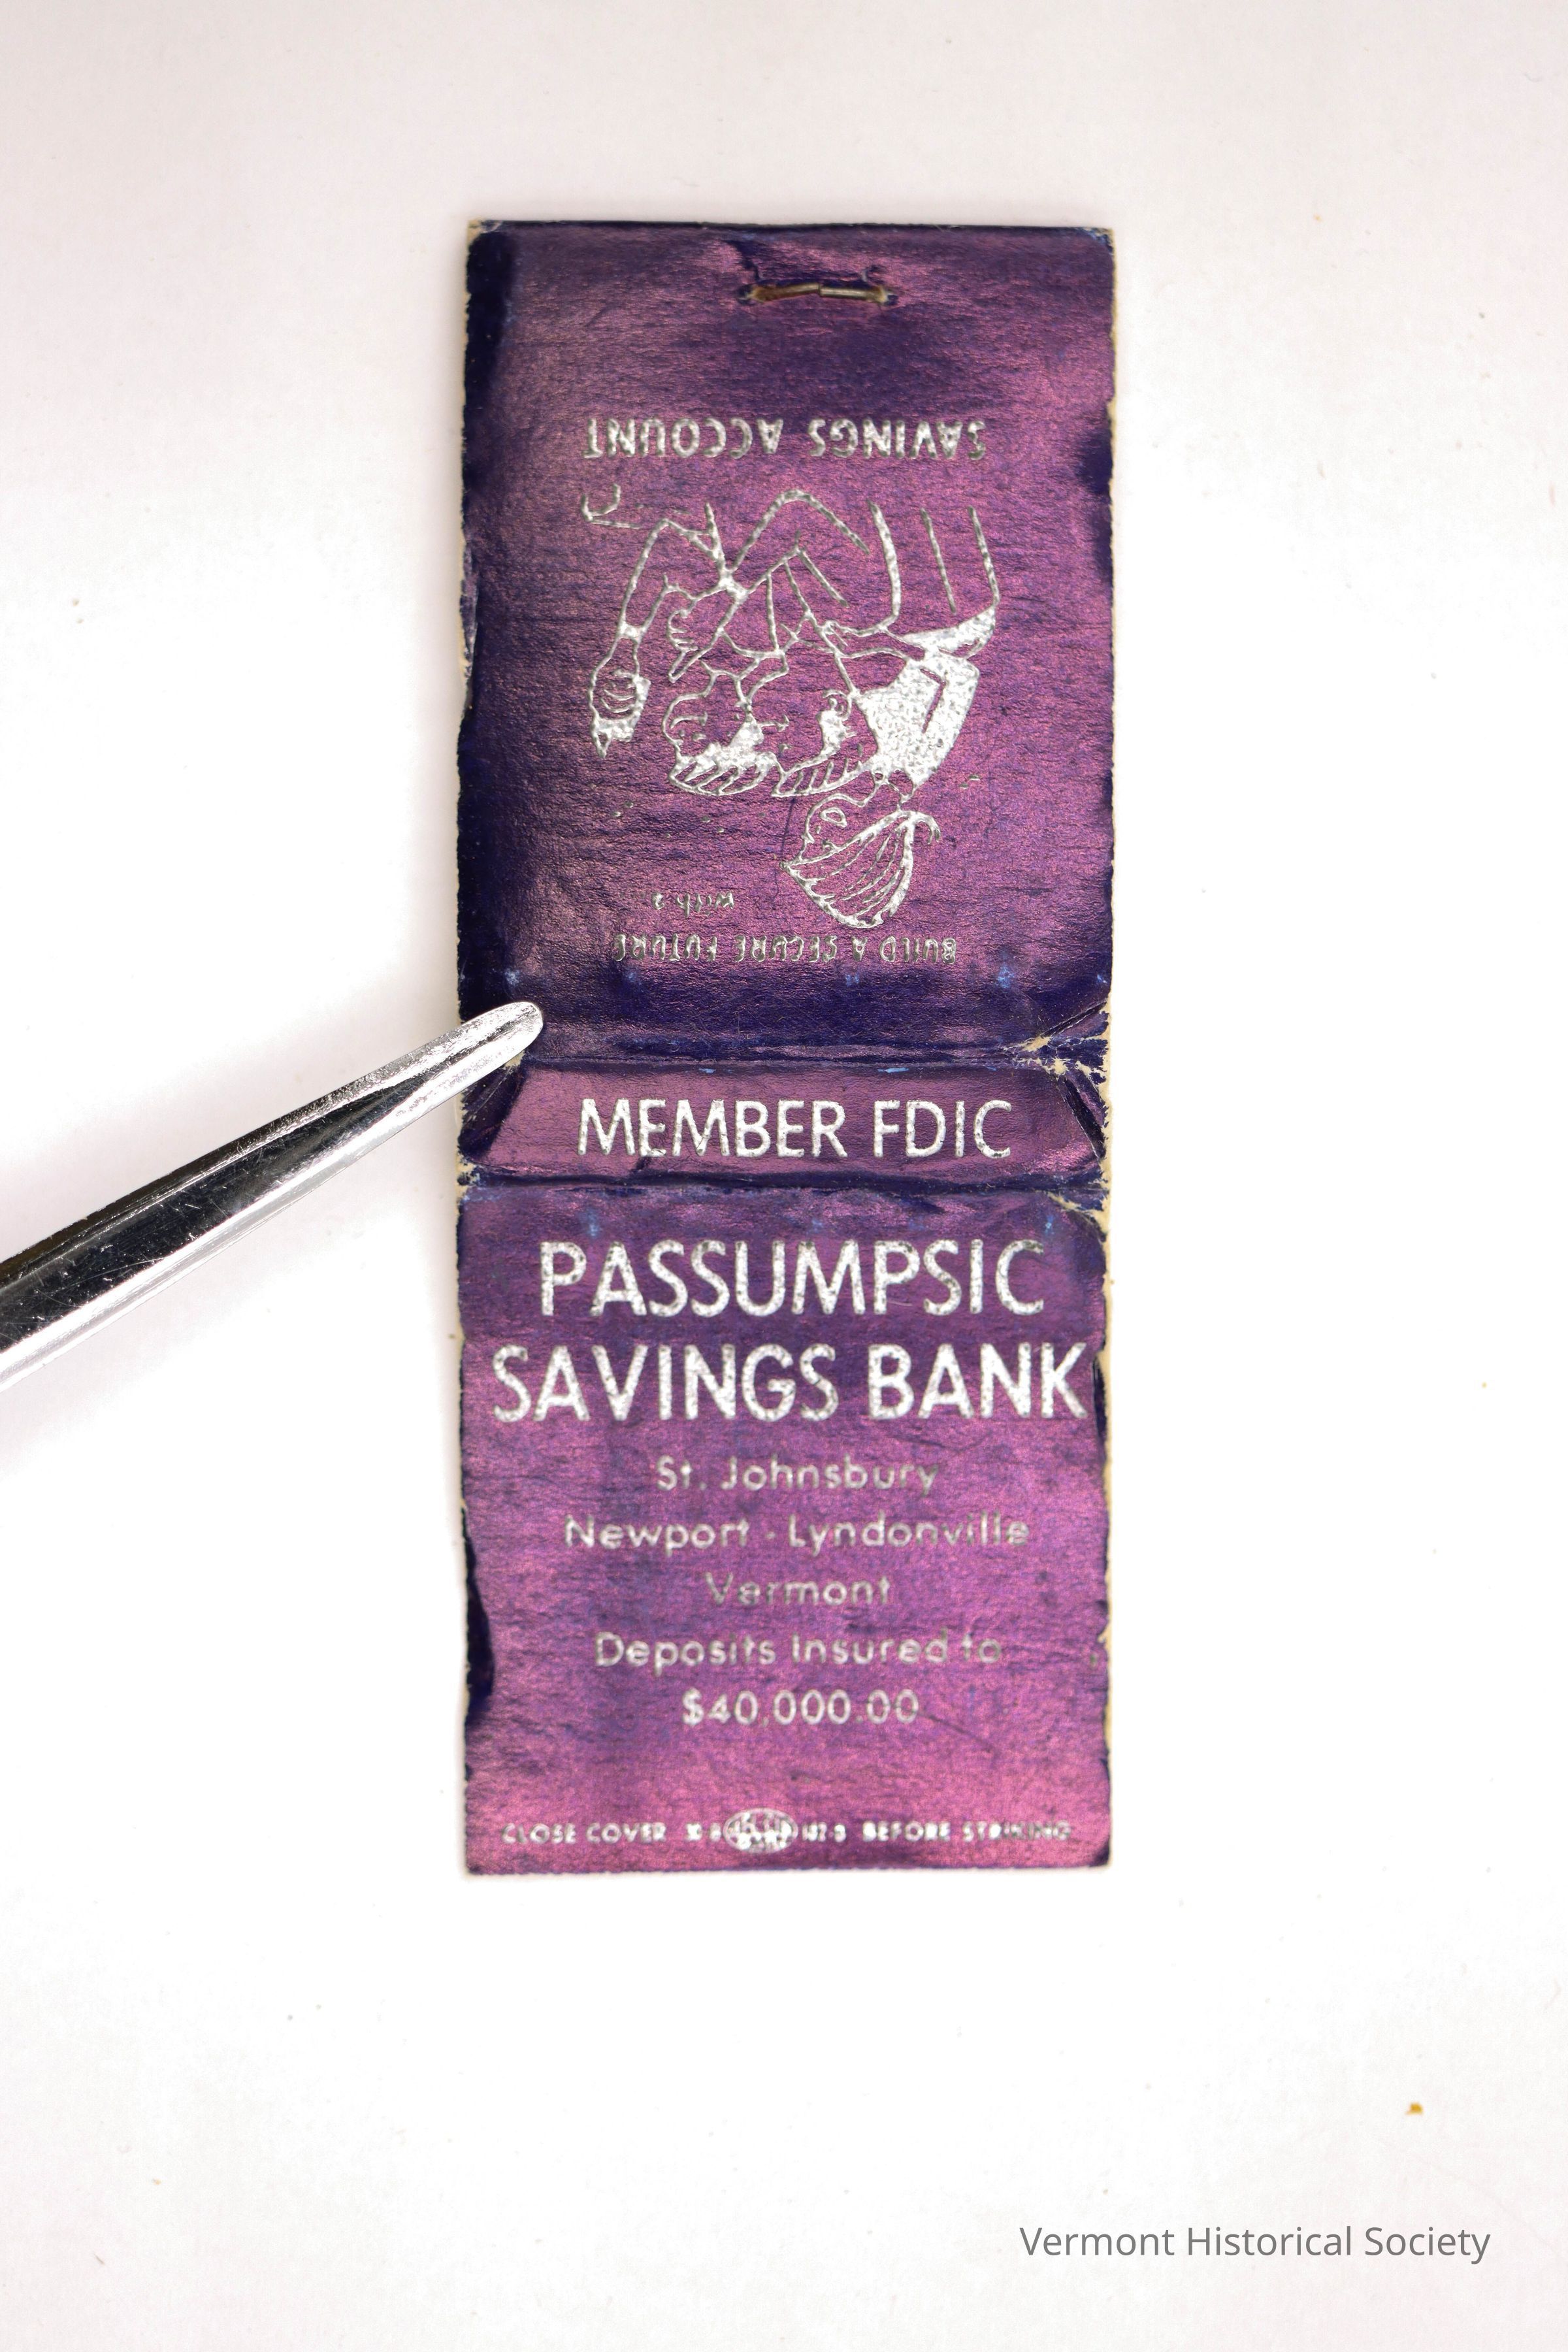 BUILD A SECURE FUTURE
with a
SAVINGS ACCOUNT
MEMBER FDIC
PASSUMPSIC
SAVINGS BANK
St. Johnsbury
Newport · Lyndonville
Vermont
Deposits Insured to
$40,000.00
CLOSE COVER BEFORE STRIKING
Vermont Historical Society